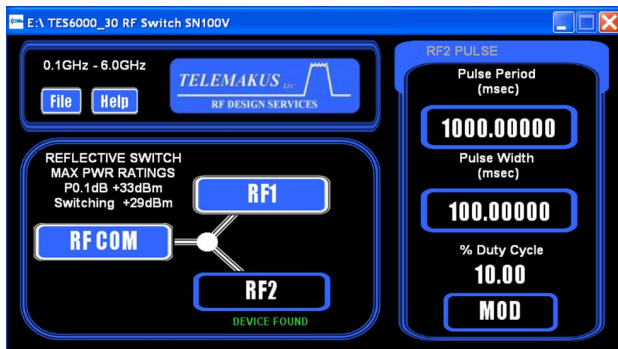 E:\ TES6000_30 RF Switch SN100V
0.1GHz - 6.0GHz
File Help
TELEMAKUS LLC
RF DESIGN SERVICES
REFLECTIVE SWITCH
MAX PWR RATINGS
P0.1dB +33dBm
Switching +29dBm
RF1
RF COM
RF2
DEVICE FOUND
RF2 PULSE
Pulse Period
(msec)
1000.00000
Pulse Width
(msec)
100.00000
% Duty Cycle
10.00
MOD